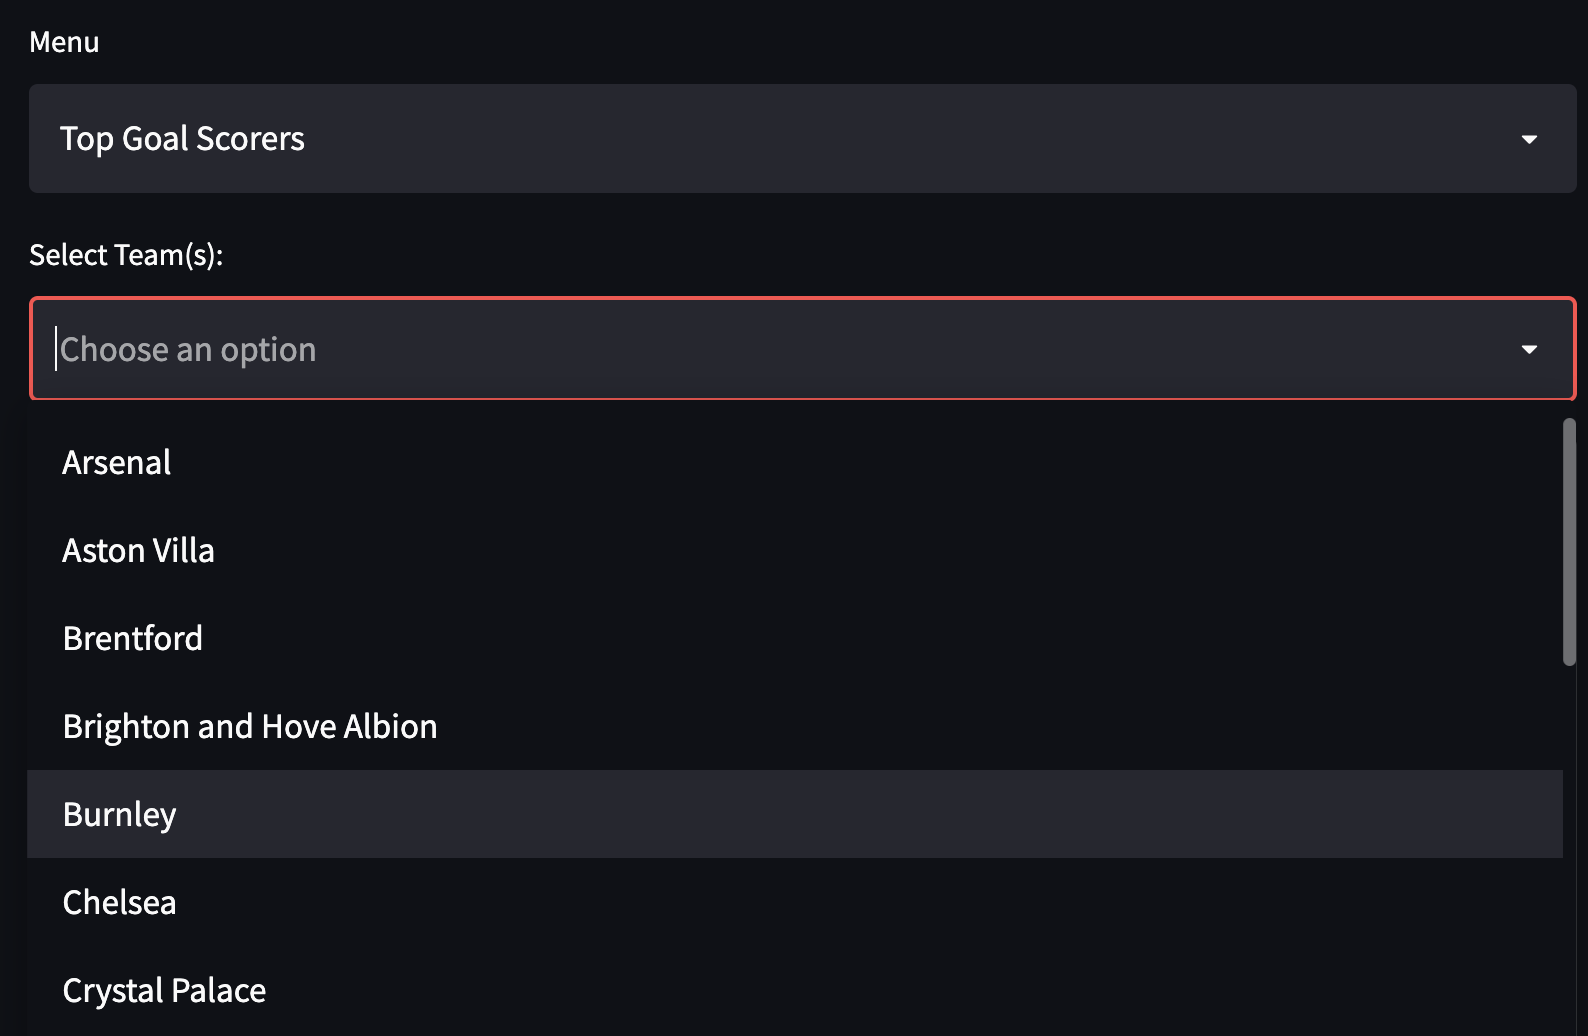 Menu
Top Goal Scorers
Select Team(s):
Choose an option
Arsenal
Aston Villa
Brentford
Brighton and Hove Albion
Burnley
Chelsea
Crystal Palace